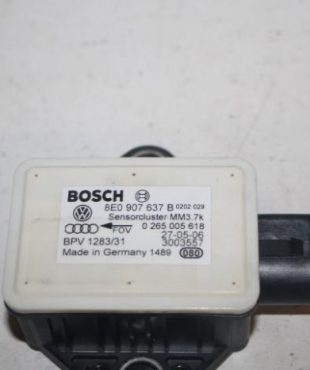 BOSCH
8E0 907 637 B 0202 029
Sensorcluster MM3.7k
FOV 0 265 005 618
27-05-06
BPV 1283/31 3003557
Made in Germany 1489 080